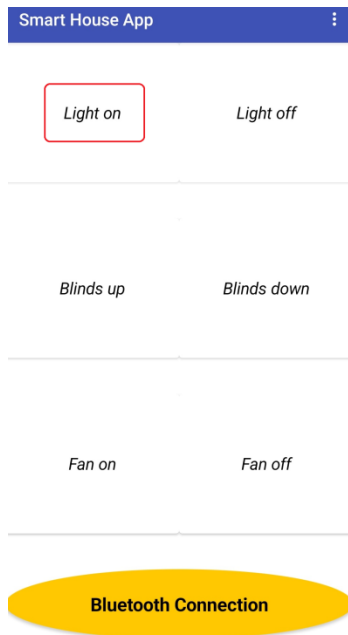 Smart House App
Light on
Light off
Blinds up
Blinds down
Fan on
Fan off
Bluetooth Connection